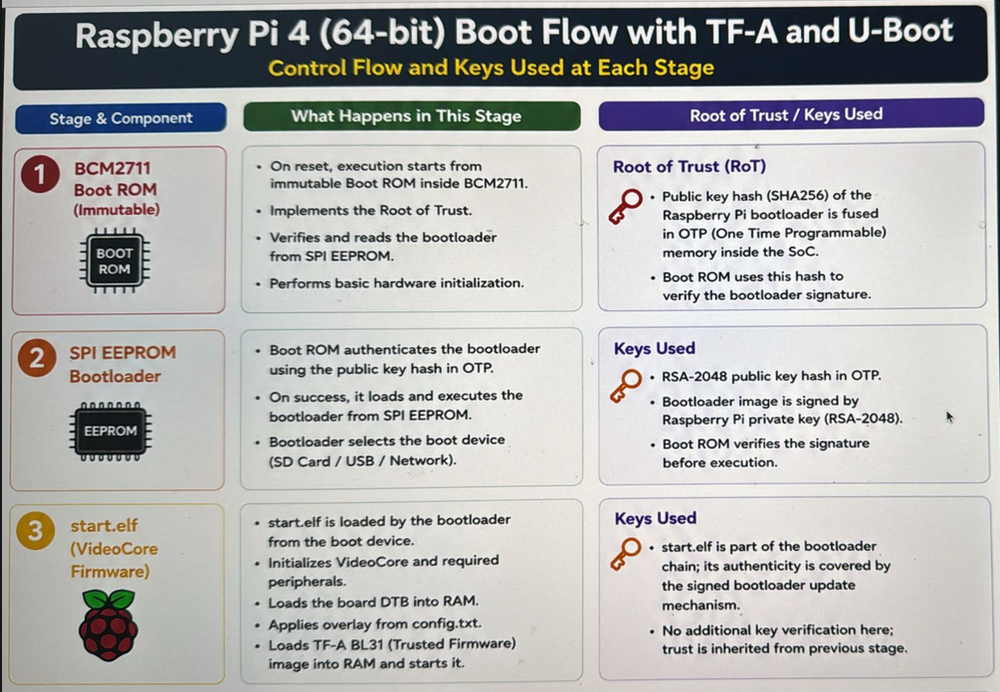 Raspberry Pi 4 (64-bit) Boot Flow with TF-A and U-Boot
Control Flow and Keys Used at Each Stage
Stage & Component
What Happens in This Stage
Root of Trust / Keys Used
1
BCM2711
Boot ROM
(Immutable)
BOOT
ROM
• On reset, execution starts from
immutable Boot ROM inside BCM2711.
• Implements the Root of Trust.
• Verifies and reads the bootloader
from SPI EEPROM.
• Performs basic hardware initialization.
Root of Trust (RoT)
• Public key hash (SHA256) of the
Raspberry Pi bootloader is fused
in OTP (One Time Programmable)
memory inside the SoC.
• Boot ROM uses this hash to
verify the bootloader signature.
2
SPI EEPROM
Bootloader
EEPROM
• Boot ROM authenticates the bootloader
using the public key hash in OTP.
• On success, it loads and executes the
bootloader from SPI EEPROM.
• Bootloader selects the boot device
(SD Card / USB / Network).
Keys Used
• RSA-2048 public key hash in OTP.
• Bootloader image is signed by
Raspberry Pi private key (RSA-2048).
• Boot ROM verifies the signature
before execution.
3
start.elf
(VideoCore
Firmware)
• start.elf is loaded by the bootloader
from the boot device.
• Initializes VideoCore and required
peripherals.
• Loads the board DTB into RAM.
• Applies overlay from config.txt.
• Loads TF-A BL31 (Trusted Firmware)
image into RAM and starts it.
Keys Used
• start.elf is part of the bootloader
chain; its authenticity is covered by
the signed bootloader update
mechanism.
• No additional key verification here;
trust is inherited from previous stage.